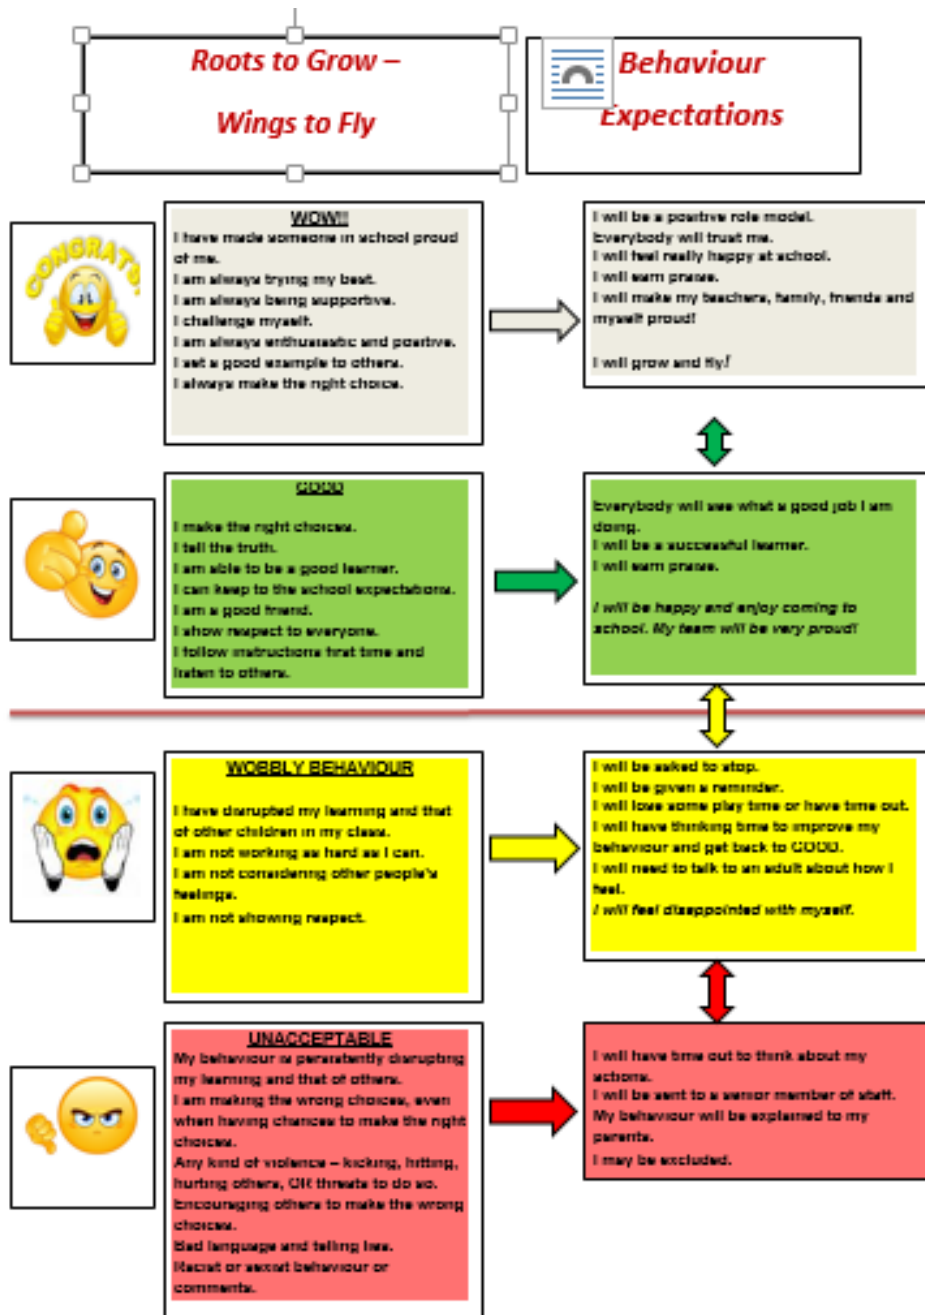 Roots to Grow –
Wings to Fly
Behaviour
Expectations
CONGRATS!
WOW!!
I have made someone in school proud
of me.
I am always trying my best.
I am always being supportive.
I challenge myself.
I am always enthusiastic and positive.
I set a good example to others.
I always make the right choice.
I will be a positive role model.
Everybody will trust me.
I will feel really happy at school.
I will earn praise.
I will make my teachers, family, friends and
myself proud!
I will grow and fly!
GOOD
I make the right choices.
I tell the truth.
I am able to be a good learner.
I can keep to the school expectations.
I am a good friend.
I show respect to everyone.
I follow instructions first time and
listen to others.
Everybody will see what a good job I am
doing.
I will be a successful learner.
I will earn praise.
I will be happy and enjoy coming to
school. My team will be very proud!
WOBBLY BEHAVIOUR
I have disrupted my learning and that
of other children in my class.
I am not working as hard as I can.
I am not considering other people's
feelings.
I am not showing respect.
I will be asked to stop.
I will be given a reminder.
I will lose some play time or have time out.
I will have thinking time to improve my
behaviour and get back to GOOD.
I will need to talk to an adult about how I
feel.
I will feel disappointed with myself.
UNACCEPTABLE
My behaviour is persistently disrupting
my learning and that of others.
I am making the wrong choices, even
when having chances to make the right
choices.
Any kind of violence – kicking, hitting,
hurting others, OR threats to do so.
Encouraging others to make the wrong
choices.
Bad language and telling lies.
Racist or sexist behaviour or
comments.
I will have time out to think about my
actions.
I will be sent to a senior member of staff.
My behaviour will be explained to my
parents.
I may be excluded.